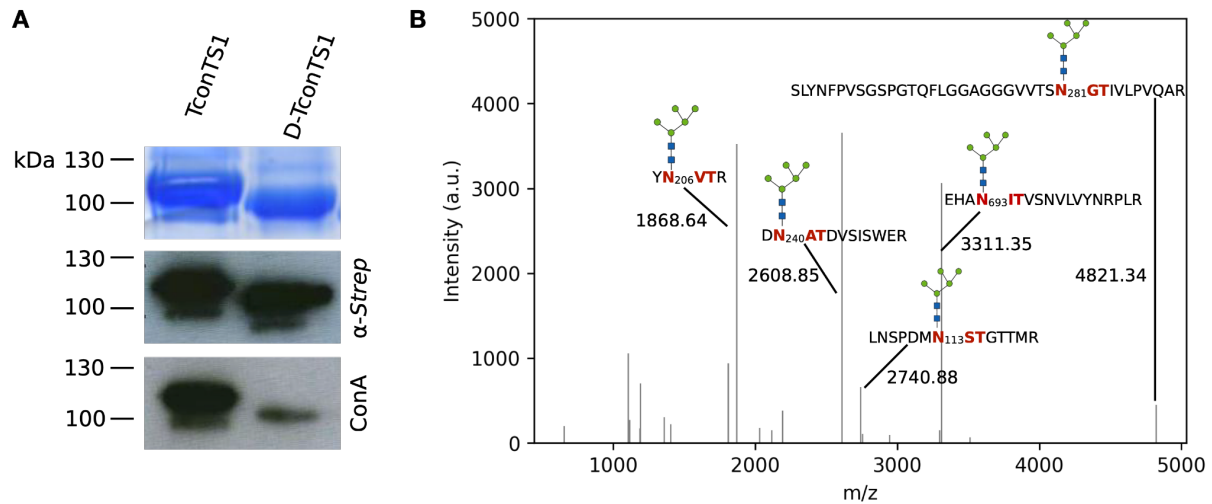 A
TconTS1
D-TconTS1
kDa
130
100
α-Strep
130
100
ConA
130
100
B
Intensity (a.u.)
5000
4000
3000
2000
1000
0
1000
2000
3000
4000
5000
m/z
SLYNFPVSGSPGTQFLGGAGGGVVTSN281GTIVLPVQAR
4821.34
YN206VTR
1868.64
DN240ATDVSISWER
2608.85
EHAN693ITVSNVLVYNRPLR
3311.35
LNSPDMN113STGTTMR
2740.88